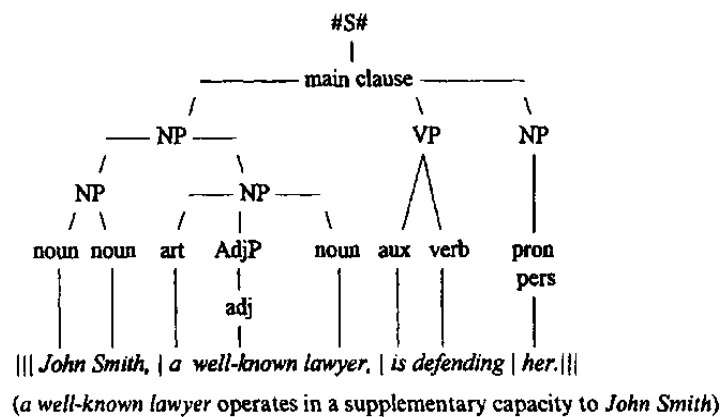 #S#
main clause
NP VP NP
NP NP
noun noun art AdjP noun aux verb pron
pers
adj
||| John Smith, | a well-known lawyer, | is defending | her.|||
(a well-known lawyer operates in a supplementary capacity to John Smith)